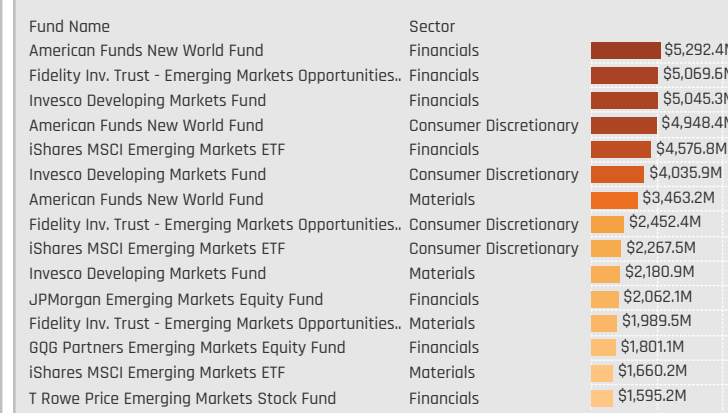 Fund Name Sector
American Funds New World Fund Financials $5,292.4M
Fidelity Inv. Trust - Emerging Markets Opportunities.. Financials $5,069.6M
Invesco Developing Markets Fund Financials $5,045.3M
American Funds New World Fund Consumer Discretionary $4,948.4M
iShares MSCI Emerging Markets ETF Financials $4,576.8M
Invesco Developing Markets Fund Consumer Discretionary $4,035.9M
American Funds New World Fund Materials $3,463.2M
Fidelity Inv. Trust - Emerging Markets Opportunities.. Consumer Discretionary $2,452.4M
iShares MSCI Emerging Markets ETF Consumer Discretionary $2,267.5M
Invesco Developing Markets Fund Materials $2,180.9M
JPMorgan Emerging Markets Equity Fund Financials $2,062.1M
Fidelity Inv. Trust - Emerging Markets Opportunities.. Materials $1,989.5M
GQG Partners Emerging Markets Equity Fund Financials $1,801.1M
iShares MSCI Emerging Markets ETF Materials $1,660.2M
T Rowe Price Emerging Markets Stock Fund Financials $1,595.2M